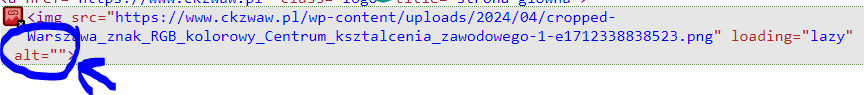 <img src="https://www.ckzwaw.pl/wp-content/uploads/2024/04/cropped-
Warszawa_znak_RGB_kolorowy_Centrum_ksztalcenia_zawodowego-1-e1712338838523.png" loading="lazy"
alt="">